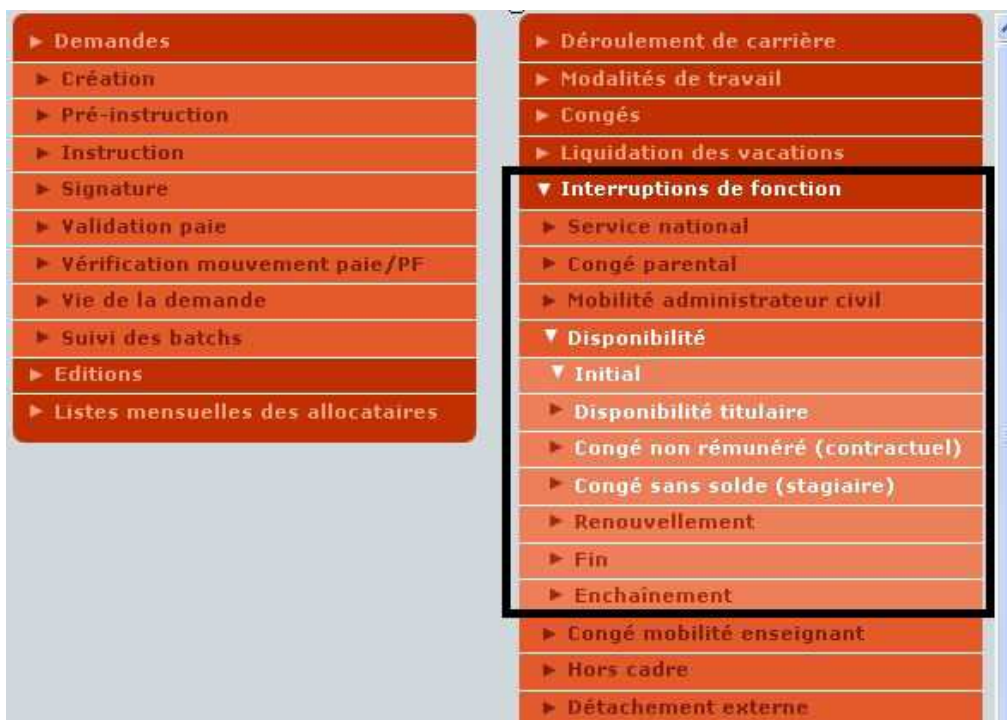 Demandes
Création
Pré-instruction
Instruction
Signature
Validation paie
Vérification mouvement paie/PF
Vie de la demande
Suivi des batchs
Editions
Listes mensuelles des allocataires
Déroulement de carrière
Modalités de travail
Congés
Liquidation des vacations
Interruptions de fonction
Service national
Congé parental
Mobilité administrateur civil
Disponibilité
Initial
Disponibilité titulaire
Congé non rémunéré (contractuel)
Congé sans solde (stagiaire)
Renouvellement
Fin
Enchaînement
Congé mobilité enseignant
Hors cadre
Détachement externe